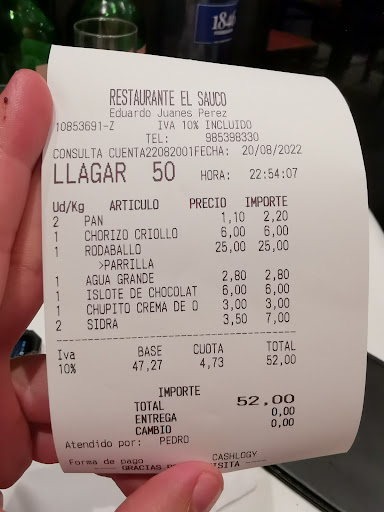 1846
RESTAURANTE EL SAUCO
Eduardo Juanes Perez
10853691-Z IVA 10% INCLUIDO
TEL: 985398330
CONSULTA CUENTA22082001FECHA: 20/08/2022
LLAGAR 50 HORA: 22:54:07
Ud/Kg ARTICULO PRECIO IMPORTE
2 PAN 1,10 2,20
1 CHORIZO CRIOLLO 6,00 6,00
1 RODABALLO 25,00 25,00
>PARRILLA
1 AGUA GRANDE 2,80 2,80
1 ISLOTE DE CHOCOLAT 6,00 6,00
1 CHUPITO CREMA DE O 3,00 3,00
2 SIDRA 3,50 7,00
Iva BASE CUOTA TOTAL
10% 47,27 4,73 52,00
IMPORTE
TOTAL 52,00
ENTREGA 0,00
CAMBIO 0,00
Atendido por: PEDRO
Forma de pago CASHLOGY
GRACIAS VISITA